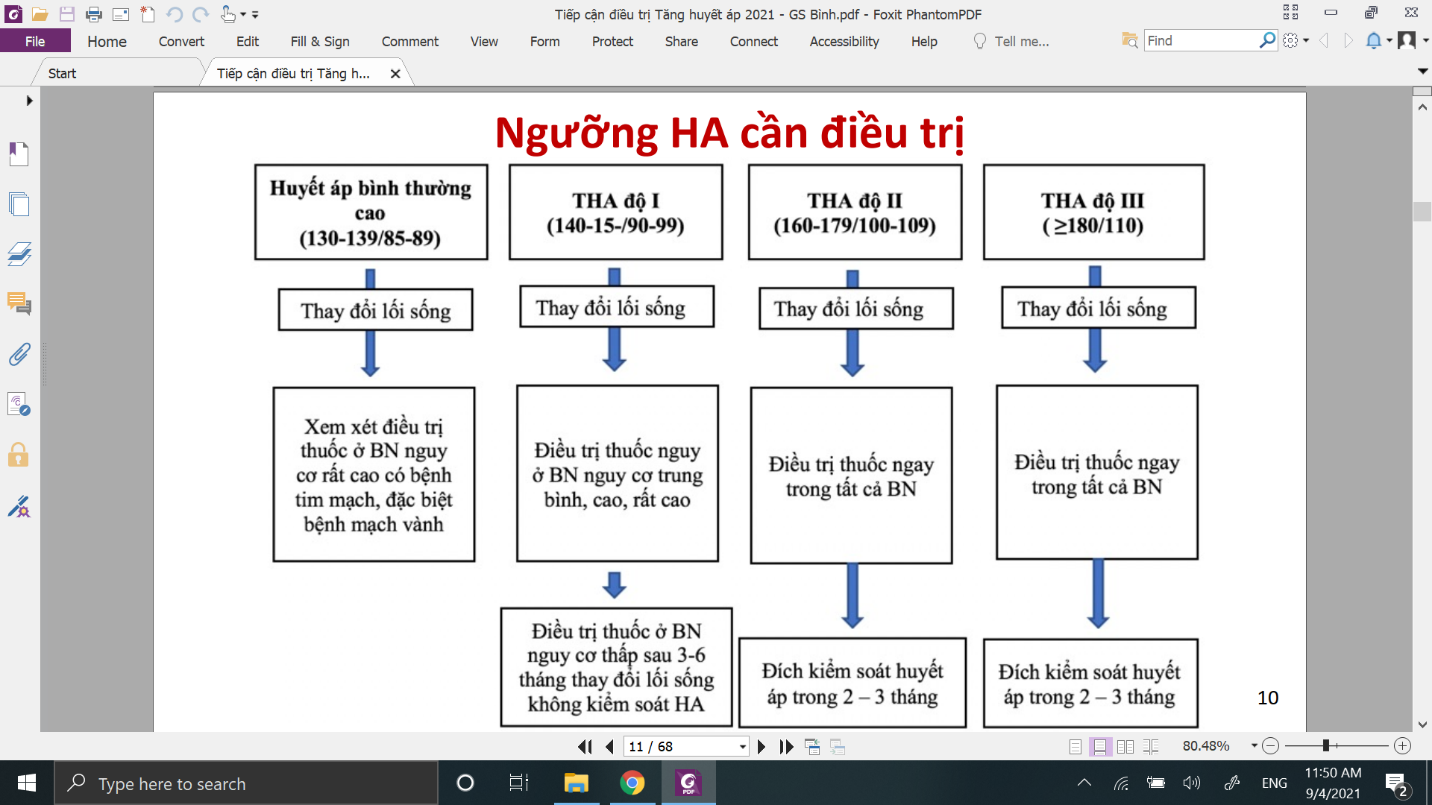 Tiếp cận điều trị Tăng huyết áp 2021 - GS Binh.pdf - Foxit PhantomPDF
File Home Convert Edit Fill & Sign Comment View Form Protect Share Connect Accessibility Help Tell me... Find
Start Tiếp cận điều trị Tăng h...
Ngưỡng HA cần điều trị
Huyết áp bình thường
cao
(130-139/85-89)
THA độ I
(140-15-/90-99)
THA độ II
(160-179/100-109)
THA độ III
( ≥180/110)
Thay đổi lối sống
Thay đổi lối sống
Thay đổi lối sống
Thay đổi lối sống
Xem xét điều trị
thuốc ở BN nguy
cơ rất cao có bệnh
tim mạch, đặc biệt
bệnh mạch vành
Điều trị thuốc nguy
ở BN nguy cơ trung
bình, cao, rất cao
Điều trị thuốc ngay
trong tất cả BN
Điều trị thuốc ngay
trong tất cả BN
Điều trị thuốc ở BN
nguy cơ thấp sau 3-6
tháng thay đổi lối sống
không kiểm soát HA
Đích kiểm soát huyết
áp trong 2 – 3 tháng
Đích kiểm soát huyết
áp trong 2 – 3 tháng
10
11 / 68
80.48%
Type here to search
PDF
ENG
11:50 AM
9/4/2021
2